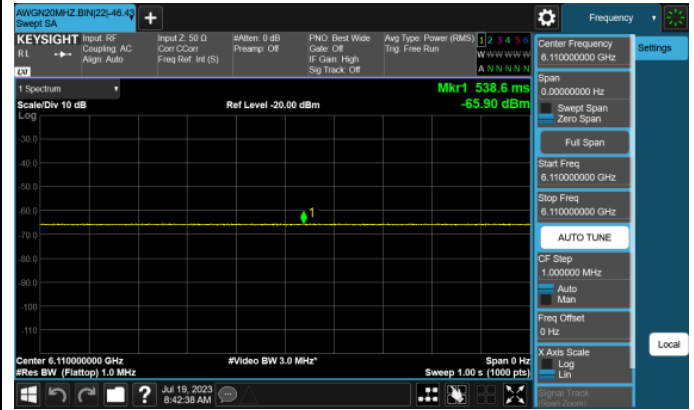 AWGN20MHZ.BIN|22|-46.43
Swept SA
+
Frequency
KEYSIGHT
RL
LXI
Input: RF
Coupling: AC
Align: Auto
Input Z: 50 Ω
Corr CCorr
Freq Ref: Int (S)
#Atten: 0 dB
Preamp: Off
PNO: Best Wide
Gate: Off
IF Gain: High
Sig Track: Off
Avg Type: Power (RMS)
Trig: Free Run
1 2 3 4 5 6
W W W W W W
A N N N N N
1 Spectrum
Scale/Div 10 dB
Ref Level -20.00 dBm
Mkr1 538.6 ms
-65.90 dBm
Log
-30.0
-40.0
-50.0
-60.0
-70.0
-80.0
-90.0
-100
-110
1
Center 6.110000000 GHz
#Video BW 3.0 MHz*
Span 0 Hz
#Res BW (Flattop) 1.0 MHz
Sweep 1.00 s (1000 pts)
?
Jul 19, 2023
8:42:38 AM
Center Frequency
6.110000000 GHz
Settings
Span
0.00000000 Hz
Swept Span
Zero Span
Full Span
Start Freq
6.110000000 GHz
Stop Freq
6.110000000 GHz
AUTO TUNE
CF Step
1.000000 MHz
Auto
Man
Freq Offset
0 Hz
X Axis Scale
Log
Lin
Local
Signal Track
(Span Zoom)